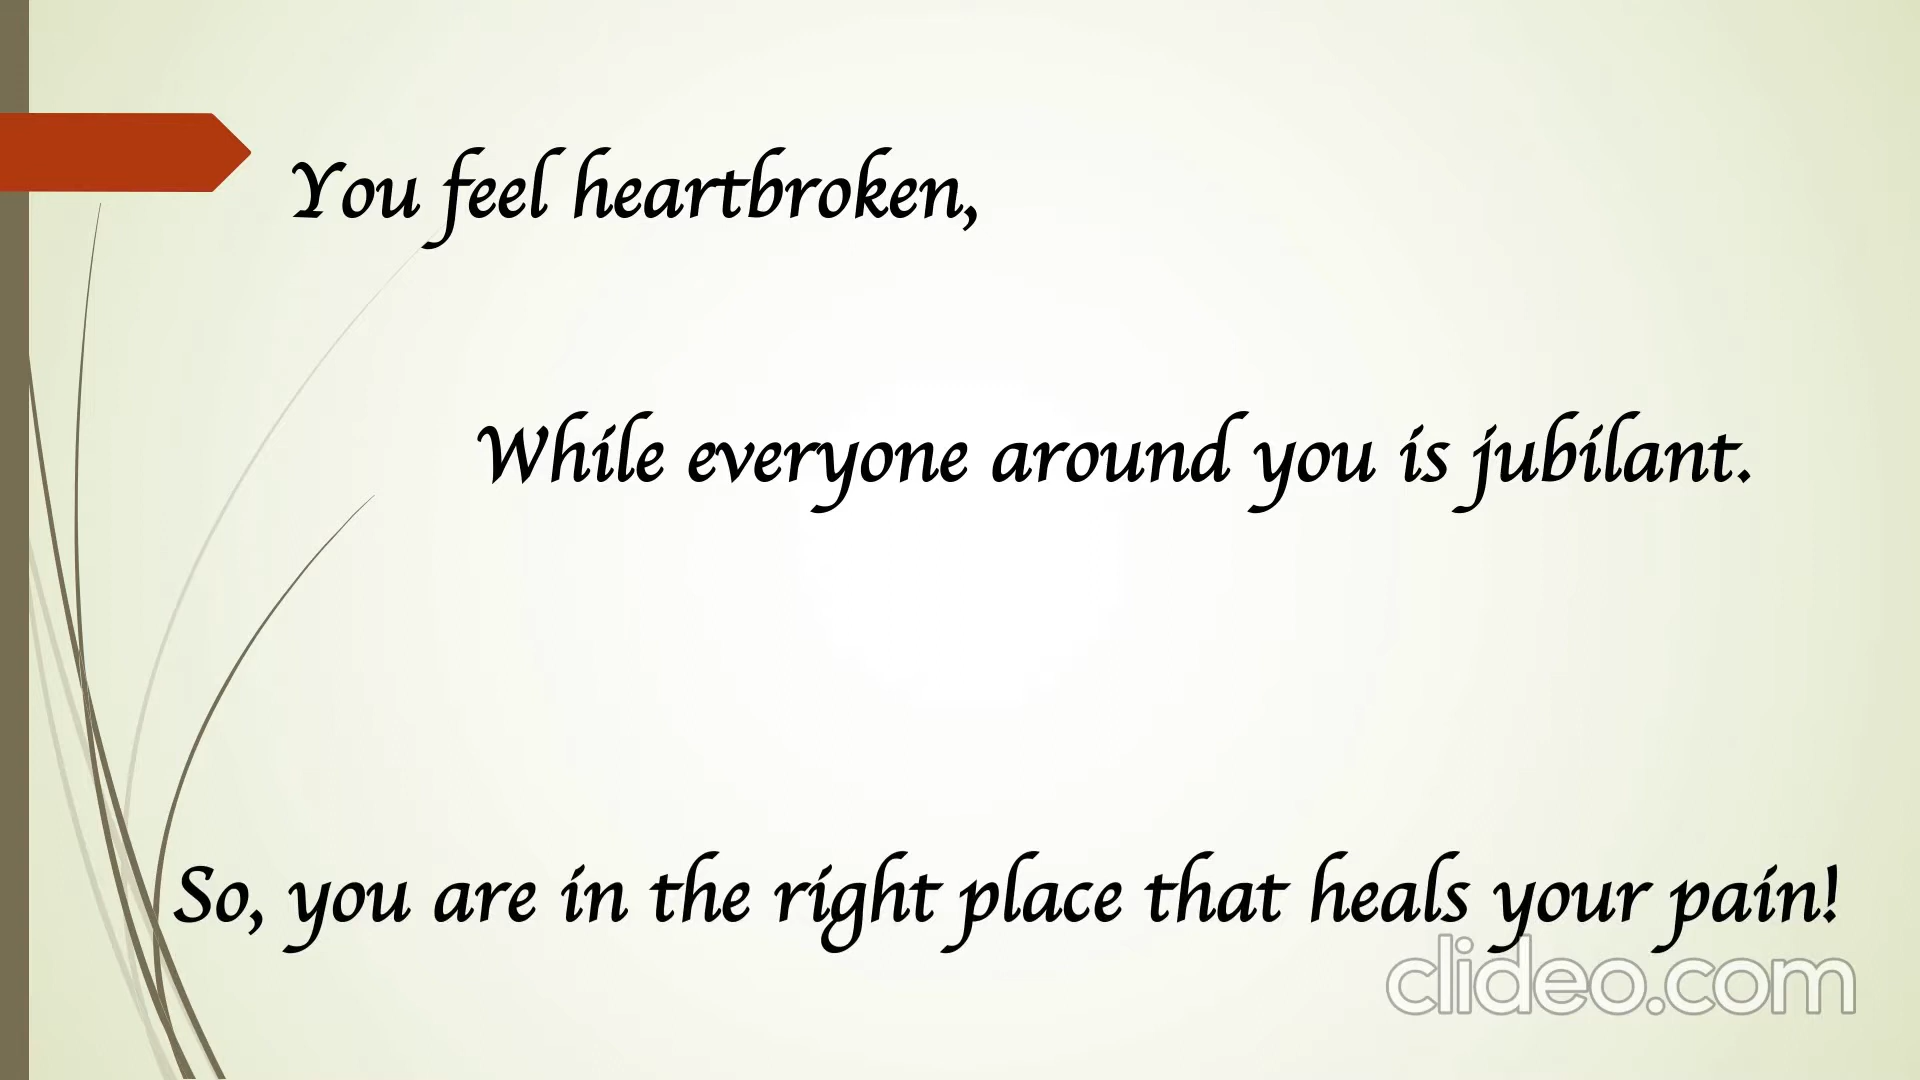 You feel heartbroken,
While everyone around you is jubilant.
So, you are in the right place that heals your pain!
clideo.com